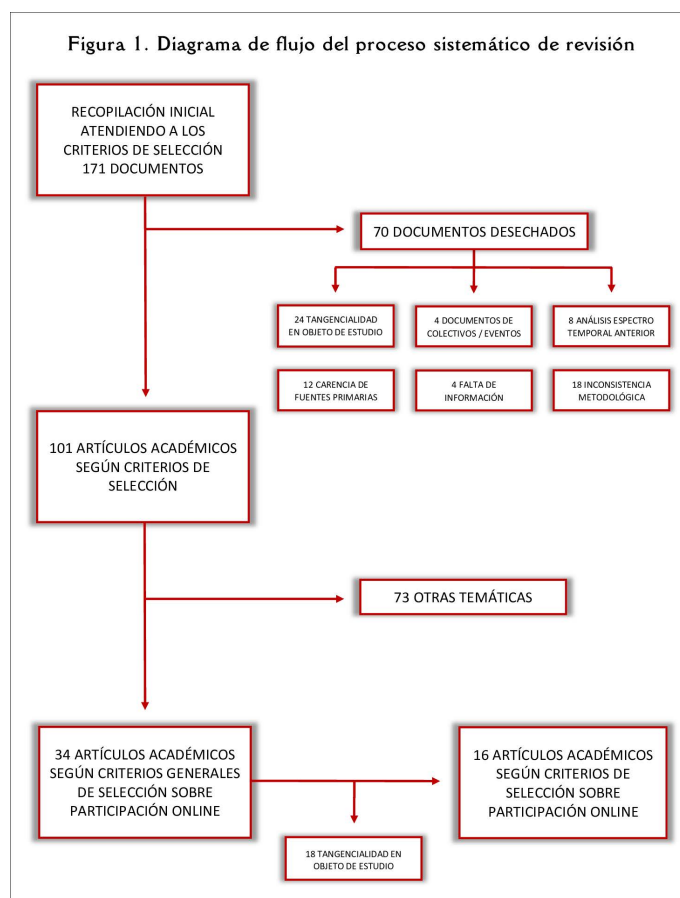 Figura 1. Diagrama de flujo del proceso sistemático de revisión
RECOPILACIÓN INICIAL
ATENDIENDO A LOS
CRITERIOS DE SELECCIÓN
171 DOCUMENTOS
70 DOCUMENTOS DESECHADOS
24 TANGENCIALIDAD
EN OBJETO DE ESTUDIO
4 DOCUMENTOS DE
COLECTIVOS / EVENTOS
8 ANÁLISIS ESPECTRO
TEMPORAL ANTERIOR
12 CARENCIA DE
FUENTES PRIMARIAS
4 FALTA DE
INFORMACIÓN
18 INCONSISTENCIA
METODOLÓGICA
101 ARTÍCULOS ACADÉMICOS
SEGÚN CRITERIOS DE
SELECCIÓN
73 OTRAS TEMÁTICAS
34 ARTÍCULOS ACADÉMICOS
SEGÚN CRITERIOS GENERALES
DE SELECCIÓN SOBRE
PARTICIPACIÓN ONLINE
16 ARTÍCULOS ACADÉMICOS
SEGÚN CRITERIOS DE
SELECCIÓN SOBRE
PARTICIPACIÓN ONLINE
18 TANGENCIALIDAD EN
OBJETO DE ESTUDIO